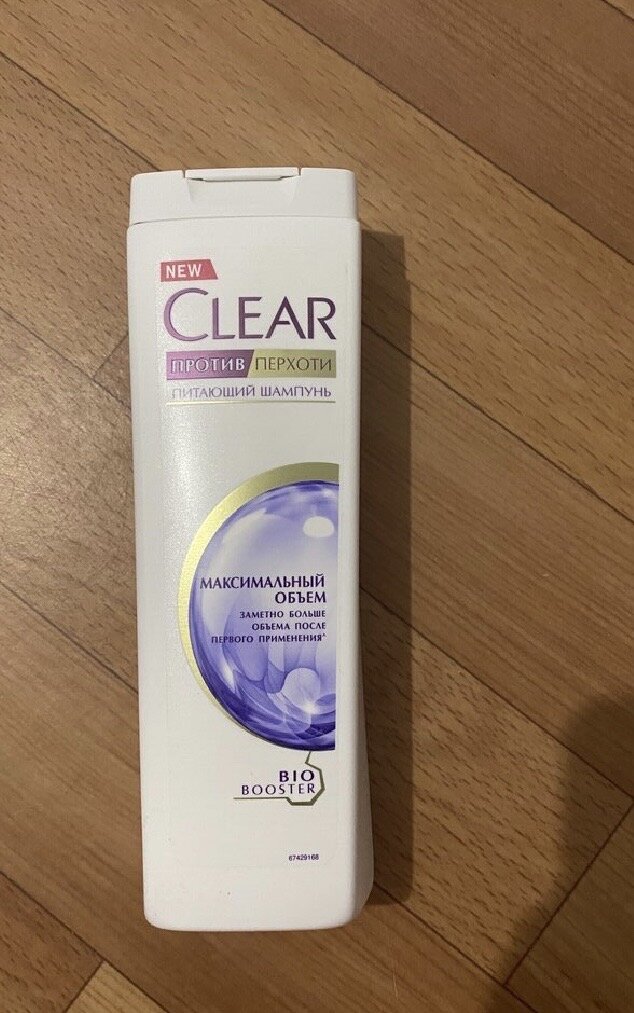 NEW
CLEAR
ПРОТИВ ПЕРХОТИ
ПИТАЮЩИЙ ШАМПУНЬ
МАКСИМАЛЬНЫЙ
ОБЪЕМ
ЗАМЕТНО БОЛЬШЕ
ОБЪЕМА ПОСЛЕ
ПЕРВОГО ПРИМЕНЕНИЯ
BIO
BOOSTER
67429168